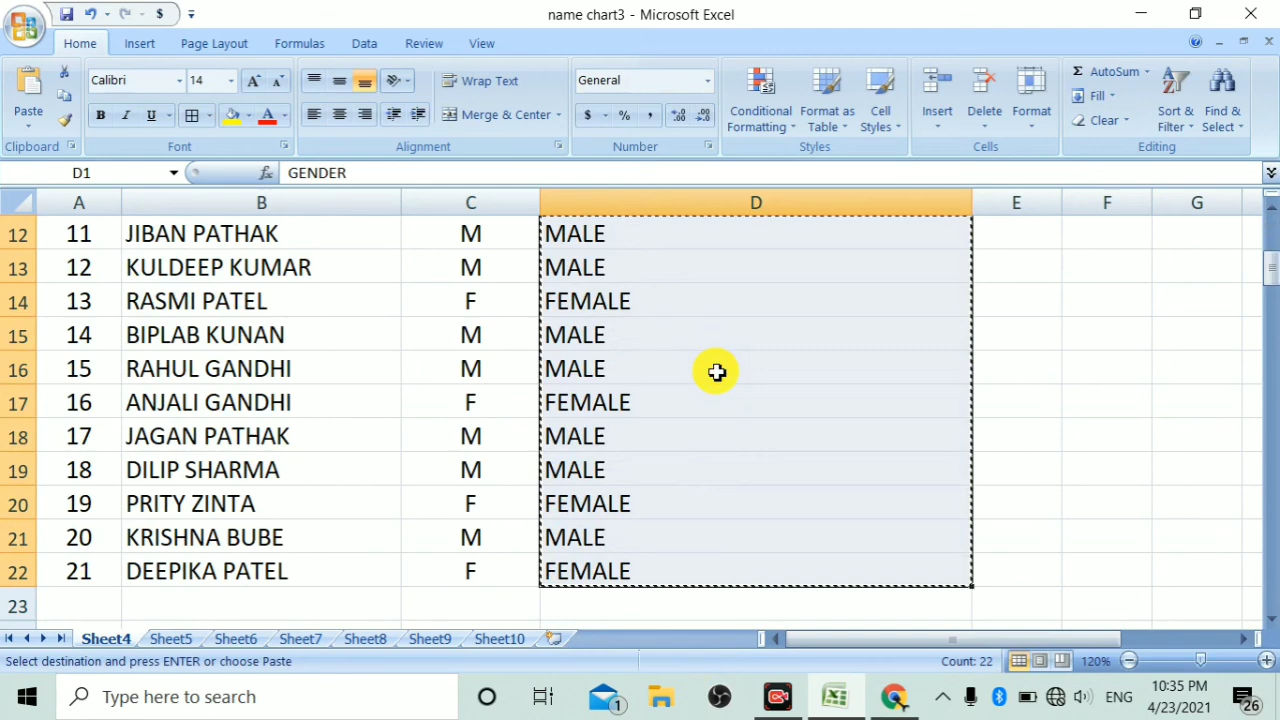 name chart3 - Microsoft Excel
Home Insert Page Layout Formulas Data Review View
Calibri 14 Wrap Text General Insert Delete Format AutoSum
Paste Merge & Center Conditional Formatting Format as Table Cell Styles Fill Sort & Filter Find & Select
Clear
Clipboard Font Alignment Number Styles Cells Editing
D1 fx GENDER
A B C D E F G
12 11 JIBAN PATHAK M MALE
13 12 KULDEEP KUMAR M MALE
14 13 RASMI PATEL F FEMALE
15 14 BIPLAB KUNAN M MALE
16 15 RAHUL GANDHI M MALE
17 16 ANJALI GANDHI F FEMALE
18 17 JAGAN PATHAK M MALE
19 18 DILIP SHARMA M MALE
20 19 PRITY ZINTA F FEMALE
21 20 KRISHNA BUBE M MALE
22 21 DEEPIKA PATEL F FEMALE
23
Sheet4 Sheet5 Sheet6 Sheet7 Sheet8 Sheet9 Sheet10
Select destination and press ENTER or choose Paste Count: 22 120%
Type here to search 1 ENG 10:35 PM
4/23/2021 26